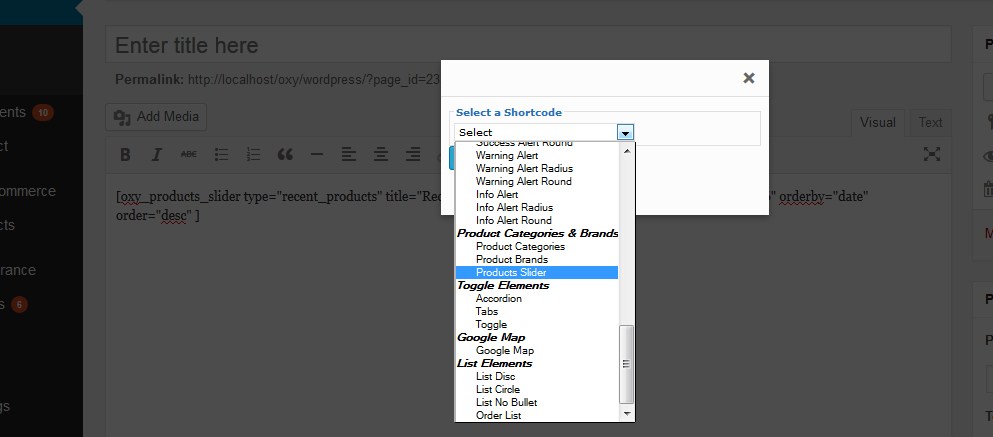 Enter title here
Permalink: http://localhost/oxy/wordpress/?page_id=23
ents 10
Add Media
Visual Text
ct
B I ABC
ommerce
cts
rance
s 6
gs
[oxy_products_slider type="recent_products" title="Rec
orderby="date"
order="desc" ]
Select a Shortcode
Select
Success Alert Round
Warning Alert
Warning Alert Radius
Warning Alert Round
Info Alert
Info Alert Radius
Info Alert Round
Product Categories & Brands
Product Categories
Product Brands
Products Slider
Toggle Elements
Accordion
Tabs
Toggle
Google Map
Google Map
List Elements
List Disc
List Circle
List No Bullet
Order List
P
M
P
P
T